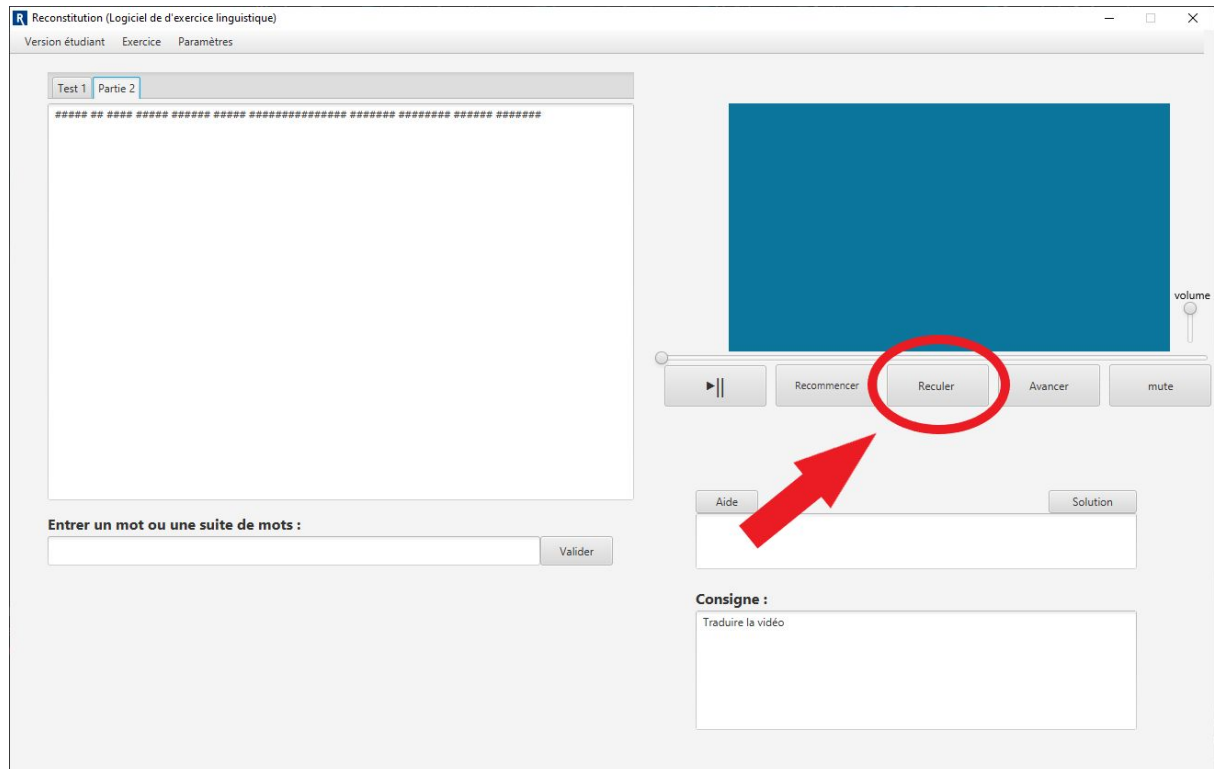 R Reconstitution (Logiciel de d'exercice linguistique)
Version étudiant Exercice Paramètres
Test 1 Partie 2
##### ## #### ##### ###### ##### ############### ####### ######## ###### #######
volume
►|| Recommencer Reculer Avancer mute
Aide Solution
Entrer un mot ou une suite de mots :
Valider
Consigne :
Traduire la vidéo